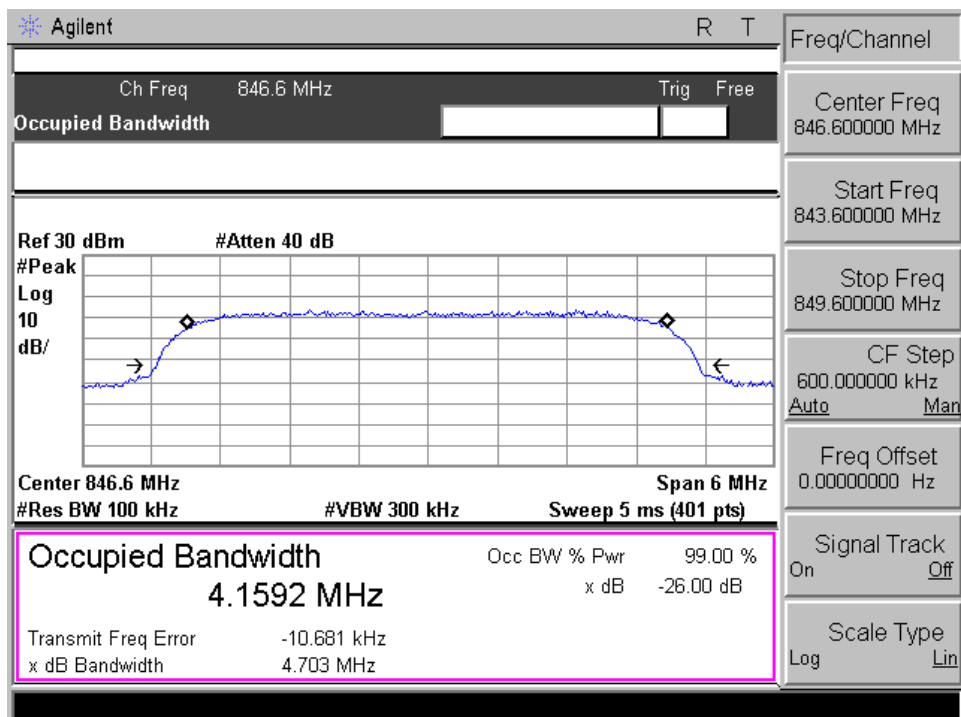 Agilent R T
Ch Freq 846.6 MHz Trig Free
Occupied Bandwidth
Ref 30 dBm #Atten 40 dB
#Peak
Log
10
dB/
Center 846.6 MHz Span 6 MHz
#Res BW 100 kHz #VBW 300 kHz Sweep 5 ms (401 pts)
Occupied Bandwidth Occ BW % Pwr 99.00 %
4.1592 MHz x dB -26.00 dB
Transmit Freq Error -10.681 kHz
x dB Bandwidth 4.703 MHz
Freq/Channel
Center Freq
846.600000 MHz
Start Freq
843.600000 MHz
Stop Freq
849.600000 MHz
CF Step
600.000000 kHz
Auto Man
Freq Offset
0.00000000 Hz
Signal Track
On Off
Scale Type
Log Lin